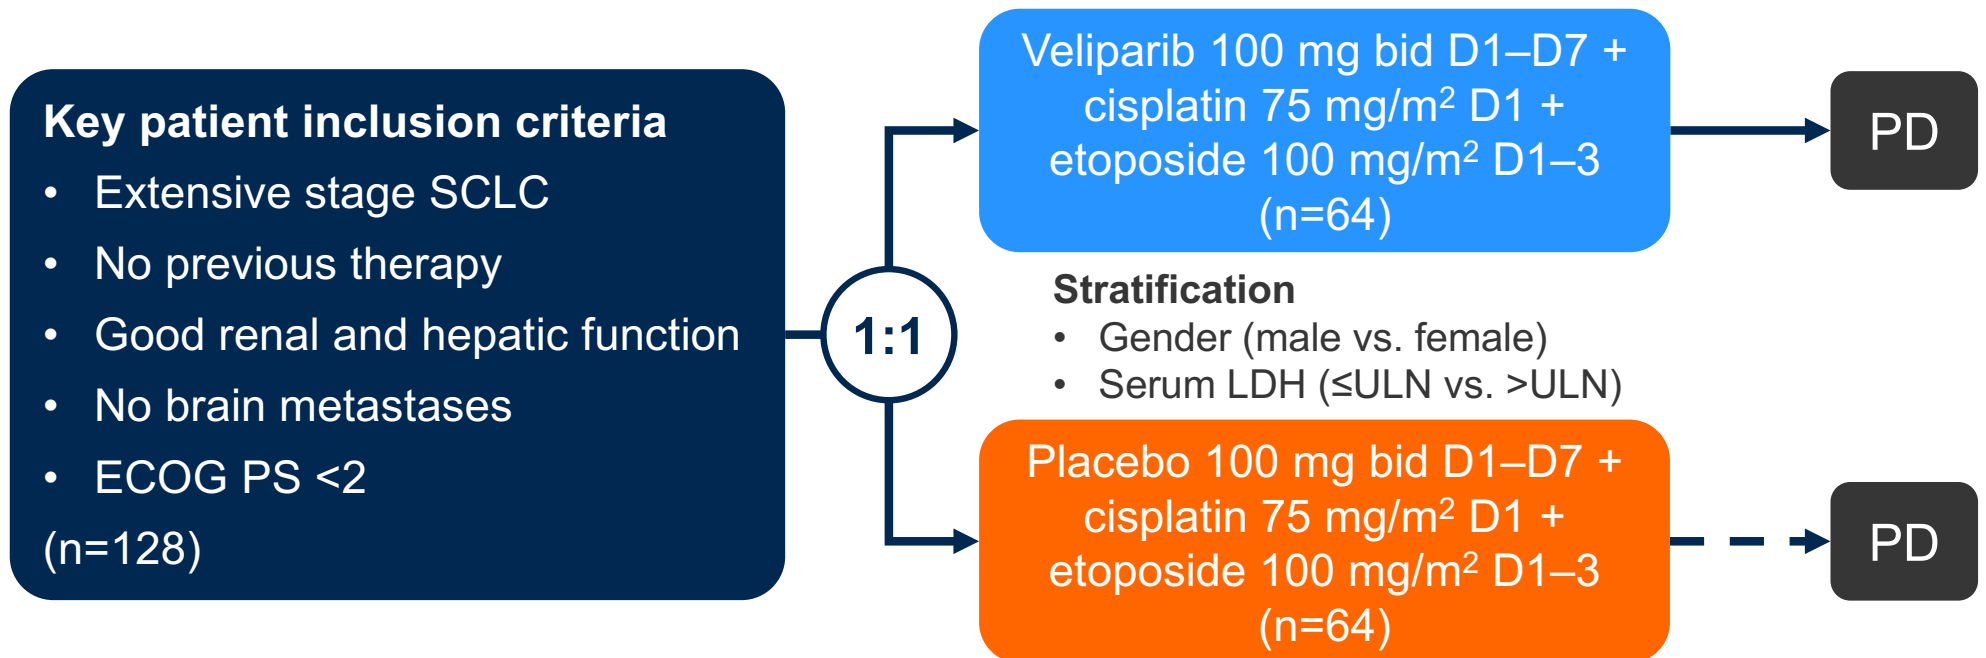 Key patient inclusion criteria
• Extensive stage SCLC
• No previous therapy
• Good renal and hepatic function
• No brain metastases
• ECOG PS <2
(n=128)
1:1
Veliparib 100 mg bid D1–D7 +
cisplatin 75 mg/m² D1 +
etoposide 100 mg/m² D1–3
(n=64)
PD
Stratification
• Gender (male vs. female)
• Serum LDH (≤ULN vs. >ULN)
Placebo 100 mg bid D1–D7 +
cisplatin 75 mg/m² D1 +
etoposide 100 mg/m² D1–3
(n=64)
PD